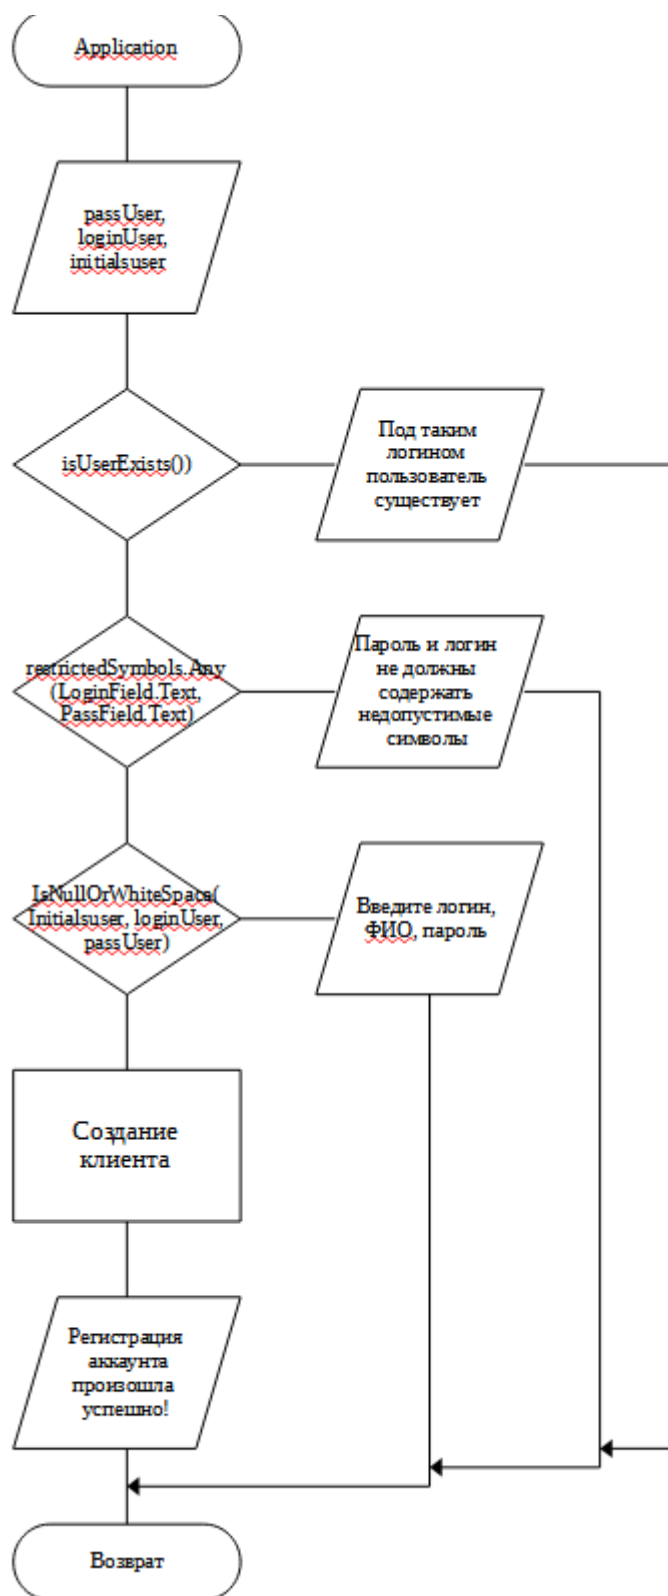 Application
passUser,
loginUser,
initialsuser
isUserExists())
Под таким
логином
пользователь
существует
restrictedSymbols.Any
(LoginField.Text,
PassField.Text)
Пароль и логин
не должны
содержать
недопустимые
символы
IsNullOrWhiteSpace(
Initialsuser, loginUser,
passUser)
Введите логин,
ФИО, пароль
Создание
клиента
Регистрация
аккаунта
произошла
успешно!
Возврат